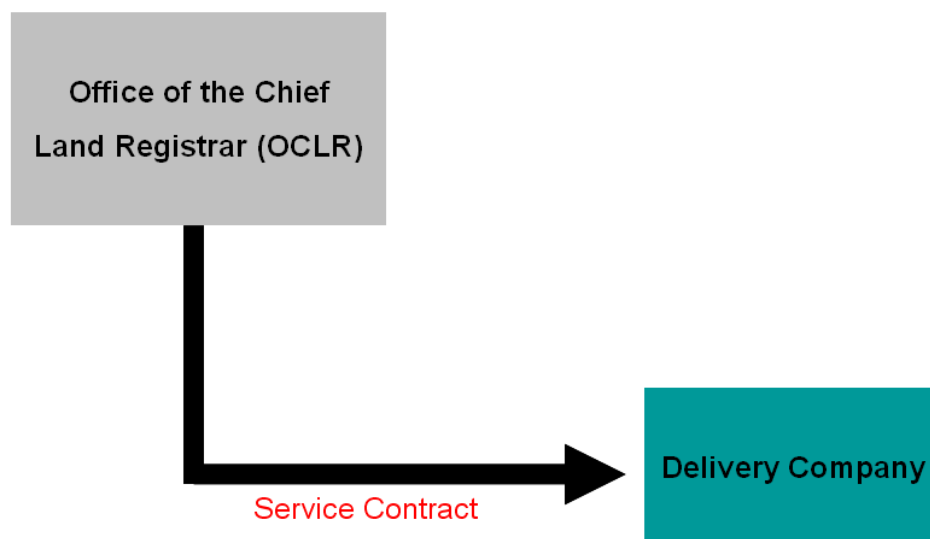 Office of the Chief
Land Registrar (OCLR)
Service Contract
Delivery Company